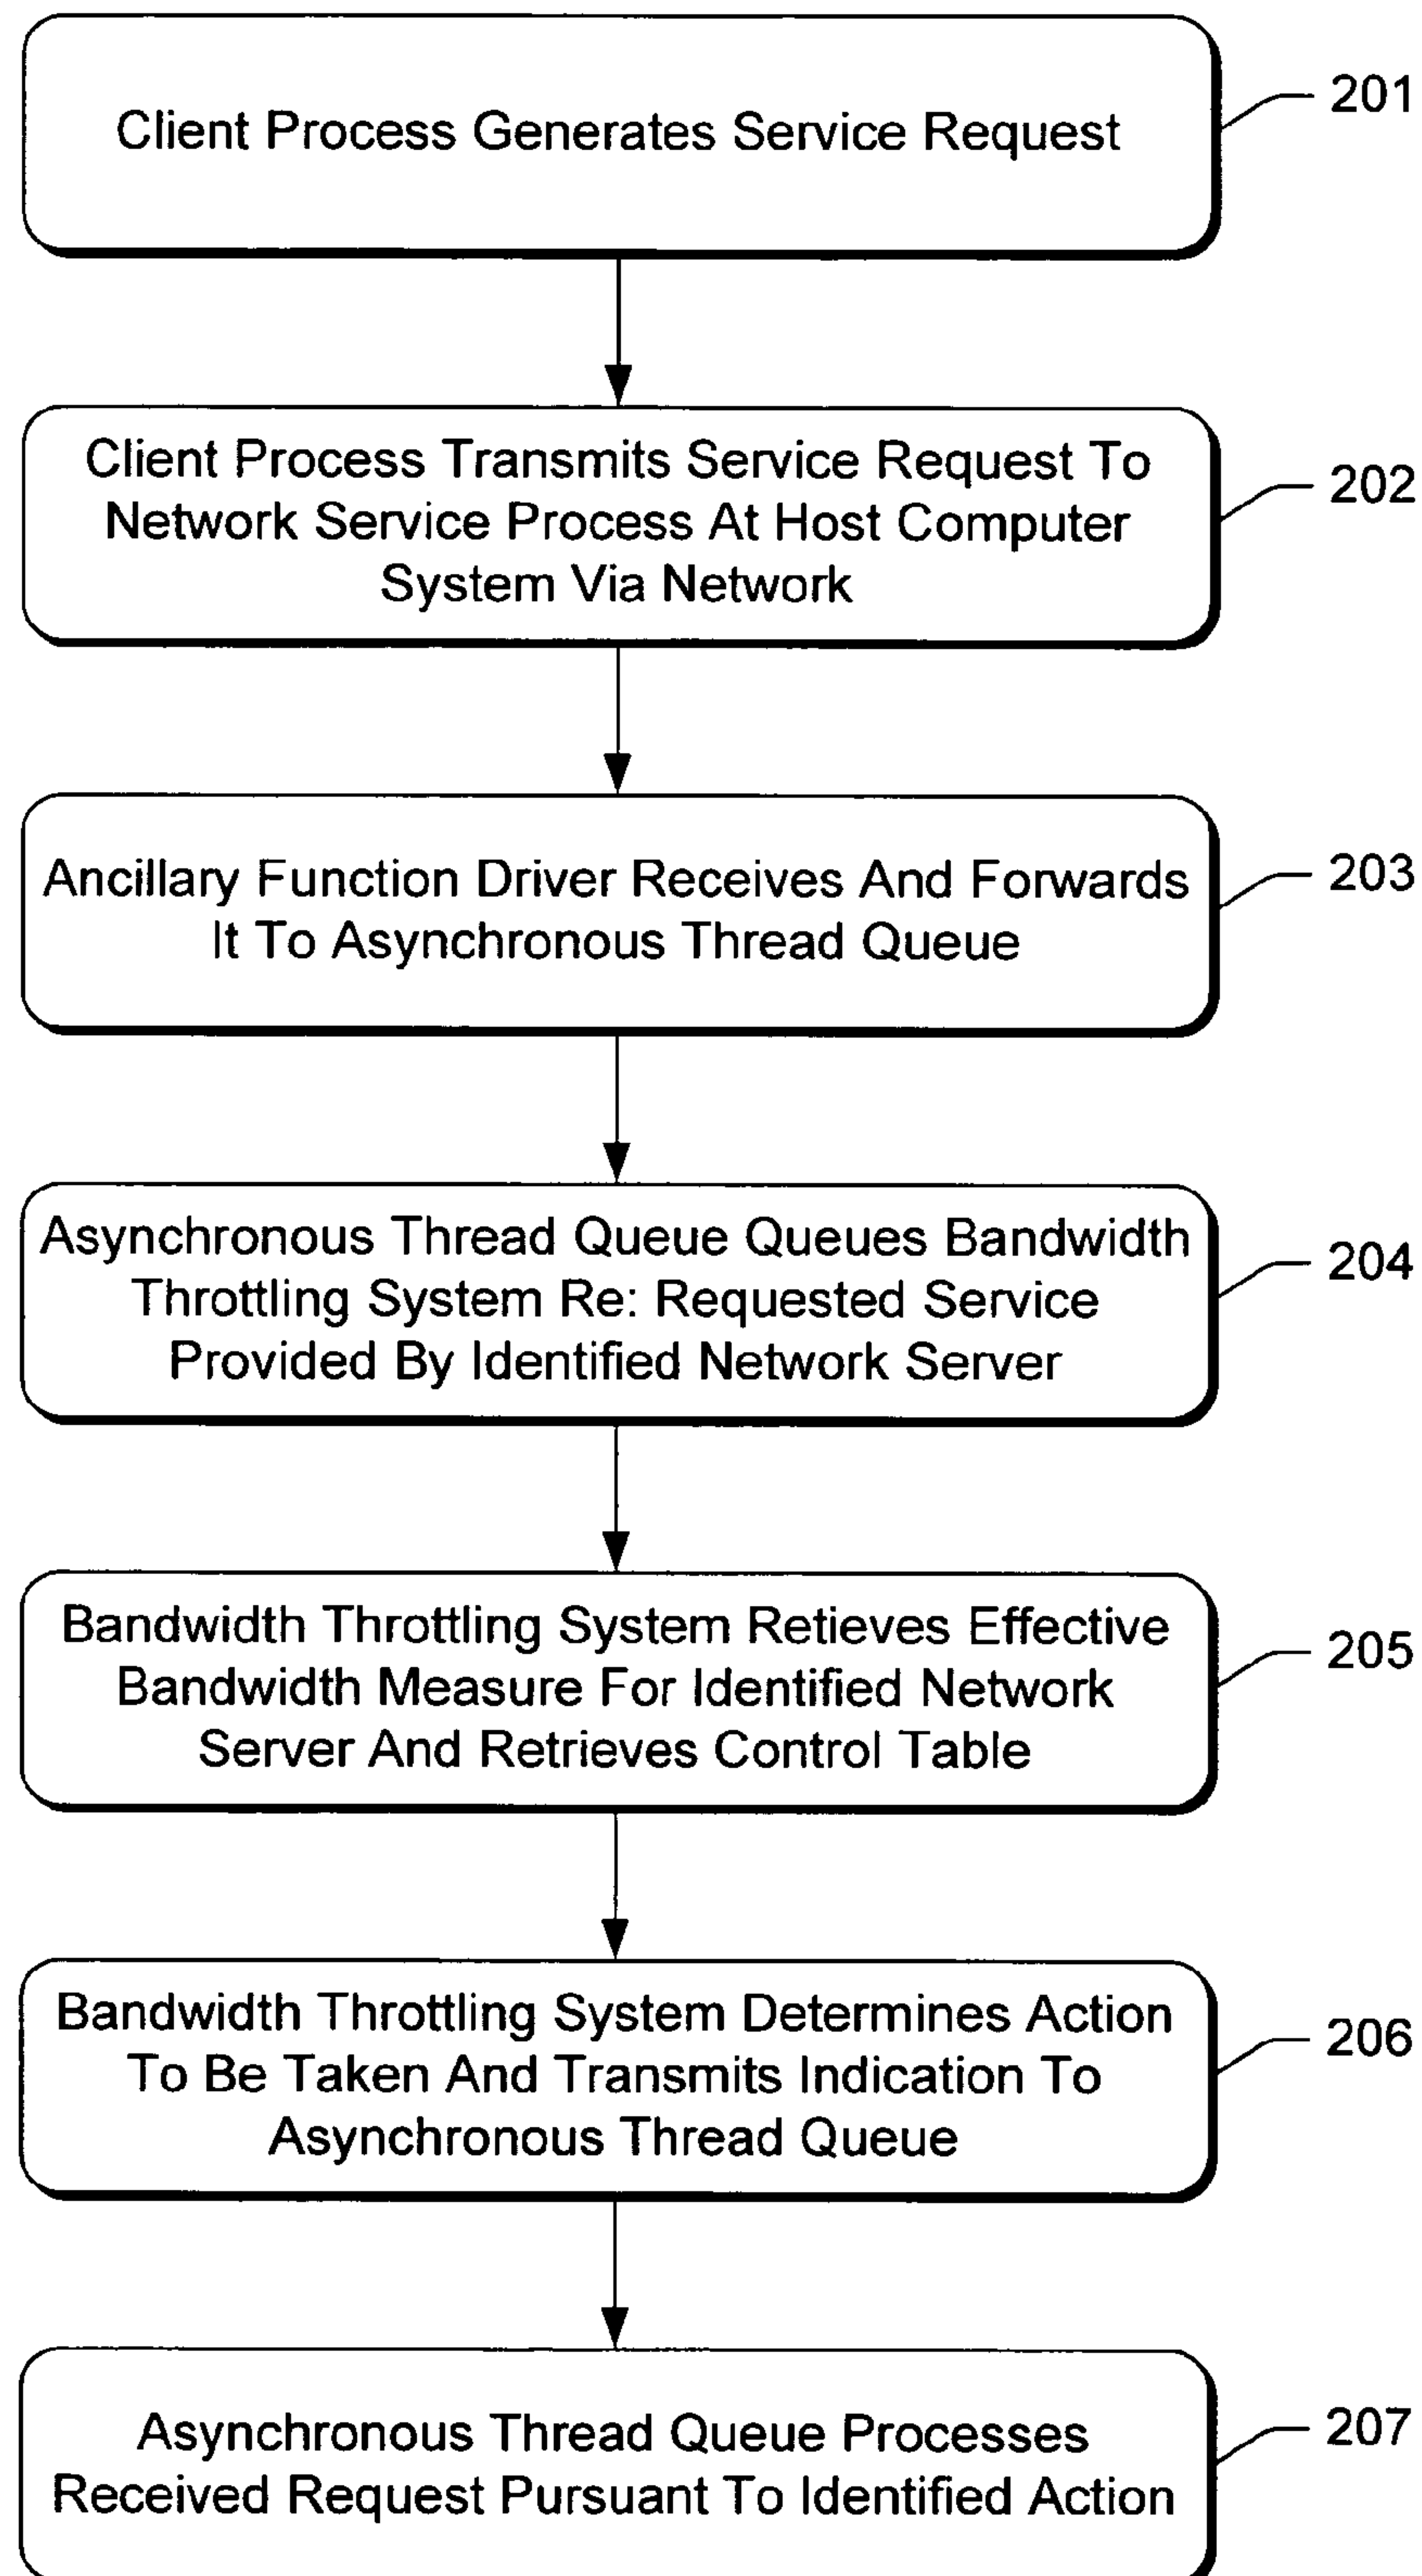 Client Process Generates Service Request
201
Client Process Transmits Service Request To
Network Service Process At Host Computer
System Via Network
202
Ancillary Function Driver Receives And Forwards
It To Asynchronous Thread Queue
203
Asynchronous Thread Queue Queues Bandwidth
Throttling System Re: Requested Service
Provided By Identified Network Server
204
Bandwidth Throttling System Retieves Effective
Bandwidth Measure For Identified Network
Server And Retrieves Control Table
205
Bandwidth Throttling System Determines Action
To Be Taken And Transmits Indication To
Asynchronous Thread Queue
206
Asynchronous Thread Queue Processes
Received Request Pursuant To Identified Action
207